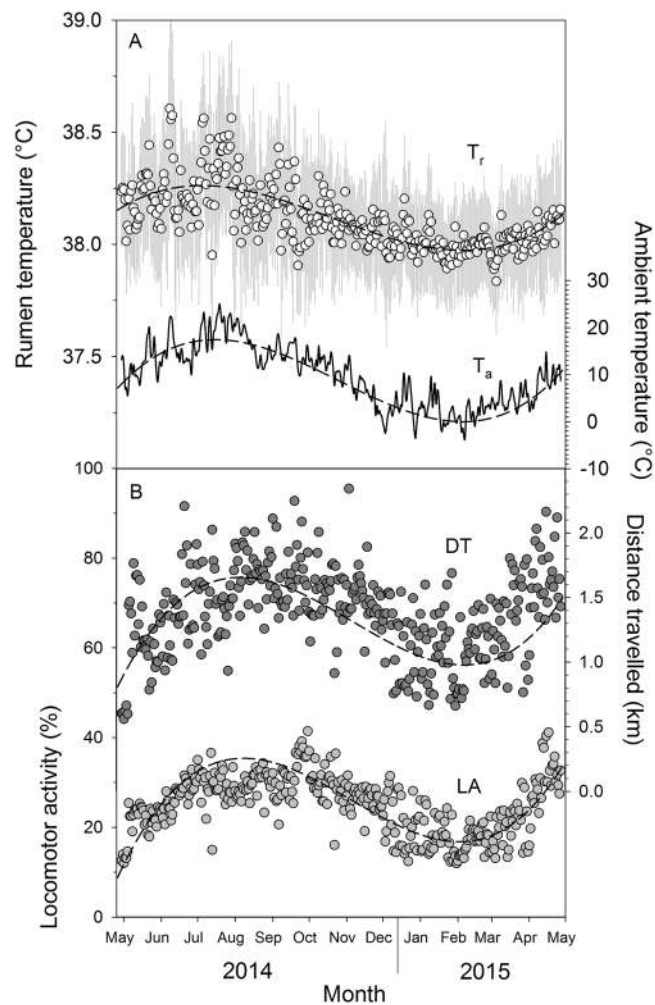 A
39.0
38.5
38.0
37.5
Rumen temperature (°C)
Tr
Ta
30
20
10
0
-10
Ambient temperature (°C)
B
100
80
60
40
20
0
Locomotor activity (%)
DT
LA
2.0
1.5
1.0
0.5
0.0
Distance travelled (km)
May Jun Jul Aug Sep Oct Nov Dec Jan Feb Mar Apr May
2014 2015
Month